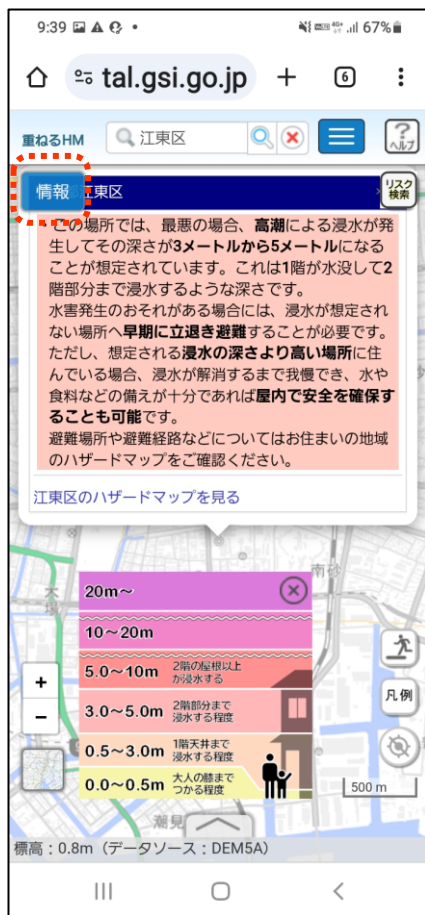 9:39
67%
tal.gsi.go.jp
6
重ねるHM
江東区
ヘルプ
情報
江東区
リスク検索
この場所では、最悪の場合、高潮による浸水が発
生してその深さが3メートルから5メートルになる
ことが想定されています。これは1階が水没して2
階部分まで浸水するような深さです。
水害発生のおそれがある場合には、浸水が想定され
ない場所へ早期に立退き避難することが必要です。
ただし、想定される浸水の深さより高い場所に住
んでいる場合、浸水が解消するまで我慢でき、水や
食料などの備えが十分であれば屋内で安全を確保す
ることも可能です。
避難場所や避難経路などについてはお住まいの地域
のハザードマップをご確認ください。
江東区のハザードマップを見る
南砂
木場
20m～
10～20m
5.0～10m 2階の屋根以上
が浸水する
3.0～5.0m 2階部分まで
浸水する程度
0.5～3.0m 1階天井まで
浸水する程度
0.0～0.5m 大人の膝まで
つかる程度
凡例
500 m
潮見
標高：0.8m（データソース：DEM5A）